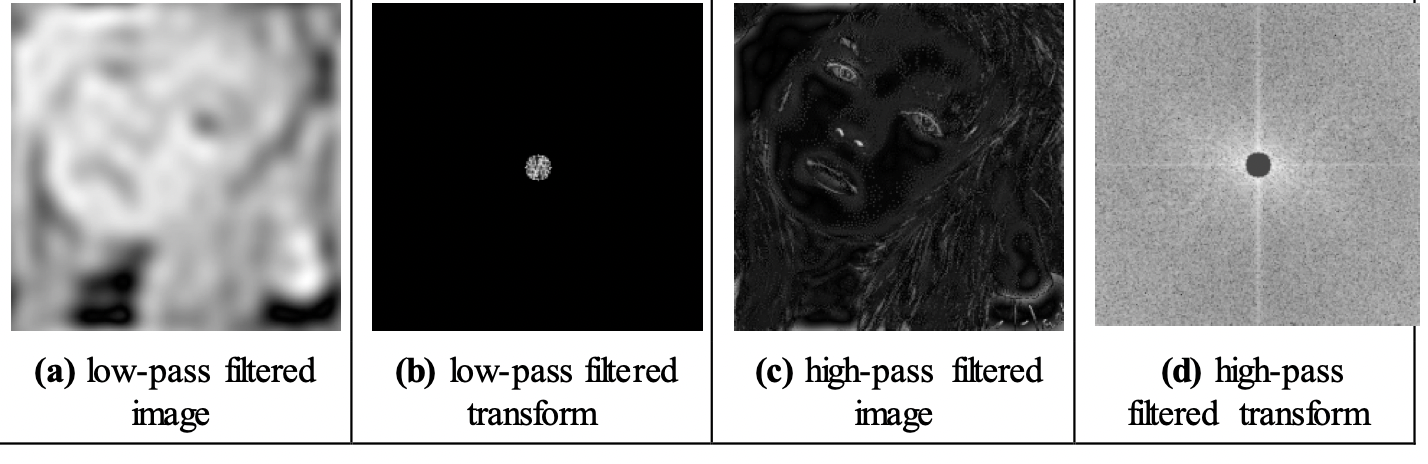 (a) low-pass filtered
image
(b) low-pass filtered
transform
(c) high-pass filtered
image
(d) high-pass
filtered transform